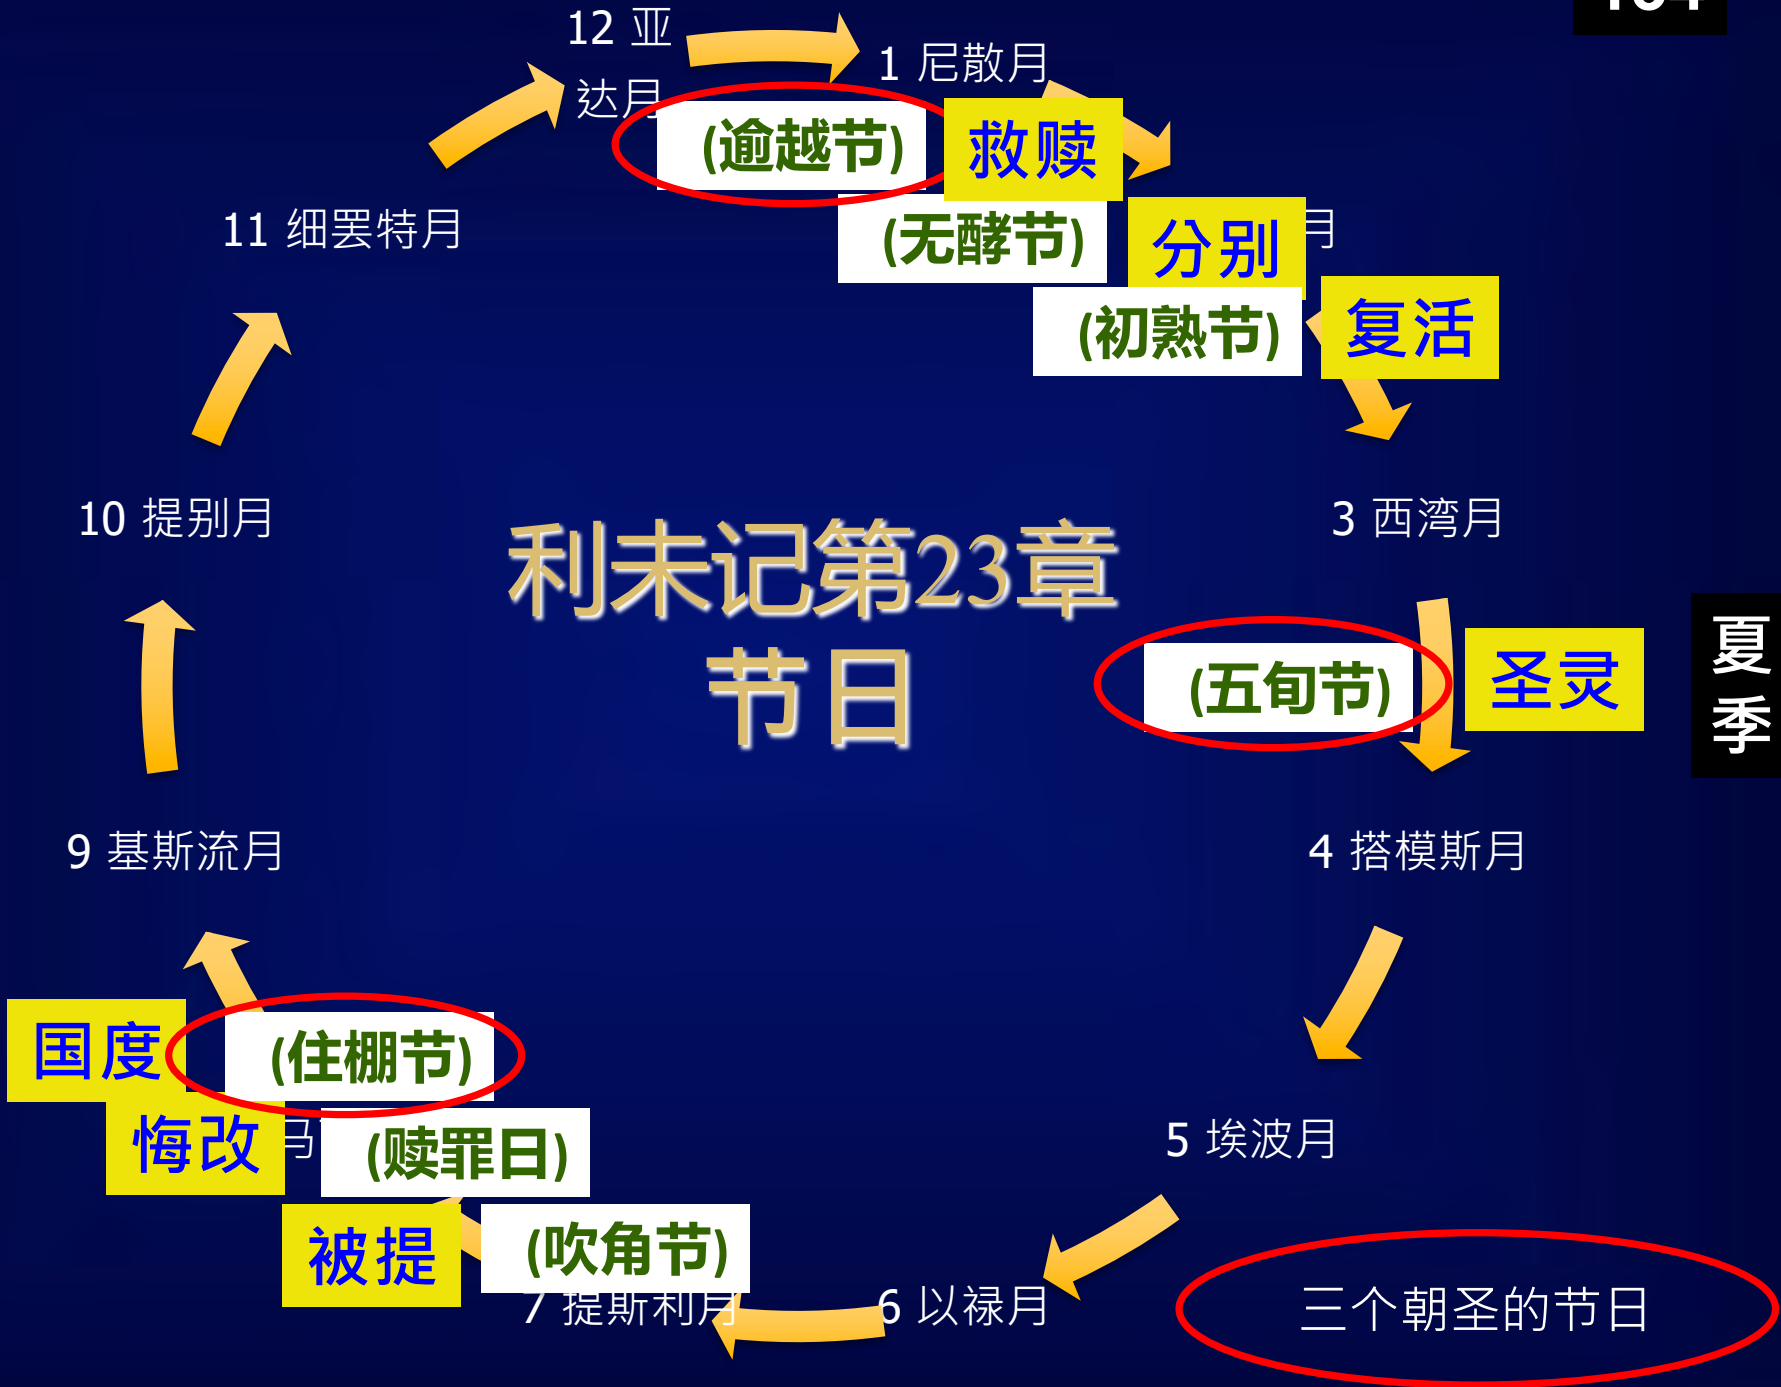 12 亚
达月
1 尼散月
(逾越节)
救赎
(无酵节)
分别
月
(初熟节)
复活
11 细罢特月
10 提别月
3 西湾月
利未记第23章
节日
(五旬节)
圣灵
夏
季
9 基斯流月
4 搭模斯月
国度
(住棚节)
悔改
(赎罪日)
5 埃波月
被提
(吹角节)
7 提斯利月
6 以禄月
三个朝圣的节日